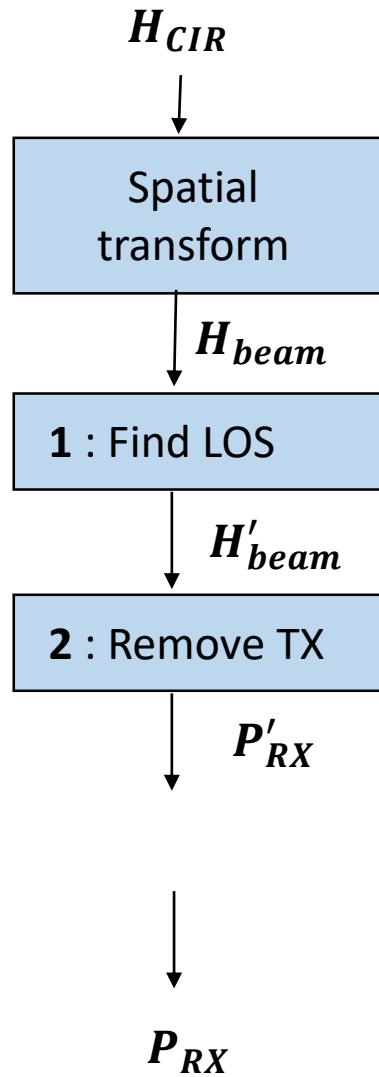 H_CIR
Spatial
transform
H_beam
1 : Find LOS
H'_beam
2 : Remove TX
P'_RX
P_RX